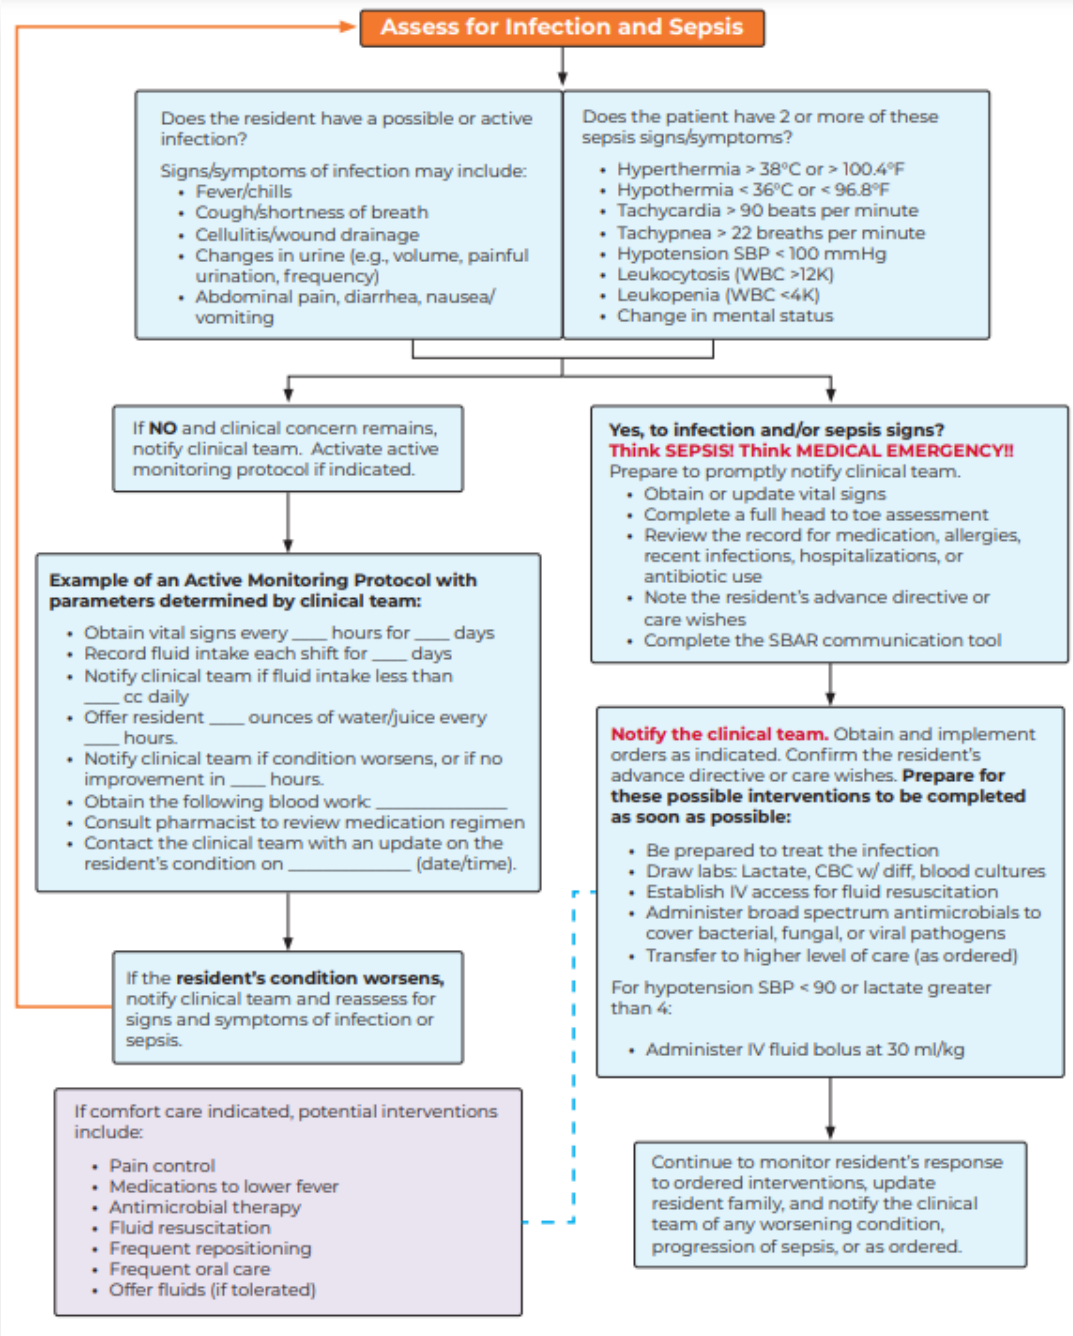 Assess for Infection and Sepsis
Does the resident have a possible or active
infection?
Signs/symptoms of infection may include:
• Fever/chills
• Cough/shortness of breath
• Cellulitis/wound drainage
• Changes in urine (e.g., volume, painful
urination, frequency)
• Abdominal pain, diarrhea, nausea/
vomiting
Does the patient have 2 or more of these
sepsis signs/symptoms?
• Hyperthermia > 38°C or > 100.4°F
• Hypothermia < 36°C or < 96.8°F
• Tachycardia > 90 beats per minute
• Tachypnea > 22 breaths per minute
• Hypotension SBP < 100 mmHg
• Leukocytosis (WBC >12K)
• Leukopenia (WBC <4K)
• Change in mental status
If NO and clinical concern remains,
notify clinical team. Activate active
monitoring protocol if indicated.
Example of an Active Monitoring Protocol with
parameters determined by clinical team:
• Obtain vital signs every ____ hours for ____ days
• Record fluid intake each shift for ____ days
• Notify clinical team if fluid intake less than
____ cc daily
• Offer resident ____ ounces of water/juice every
____ hours.
• Notify clinical team if condition worsens, or if no
improvement in ____ hours.
• Obtain the following blood work: _______________
• Consult pharmacist to review medication regimen
• Contact the clinical team with an update on the
resident's condition on ______________ (date/time).
If the resident's condition worsens,
notify clinical team and reassess for
signs and symptoms of infection or
sepsis.
If comfort care indicated, potential interventions
include:
• Pain control
• Medications to lower fever
• Antimicrobial therapy
• Fluid resuscitation
• Frequent repositioning
• Frequent oral care
• Offer fluids (if tolerated)
Yes, to infection and/or sepsis signs?
Think SEPSIS! Think MEDICAL EMERGENCY!!
Prepare to promptly notify clinical team.
• Obtain or update vital signs
• Complete a full head to toe assessment
• Review the record for medication, allergies,
recent infections, hospitalizations, or
antibiotic use
• Note the resident's advance directive or
care wishes
• Complete the SBAR communication tool
Notify the clinical team. Obtain and implement
orders as indicated. Confirm the resident's
advance directive or care wishes. Prepare for
these possible interventions to be completed
as soon as possible:
• Be prepared to treat the infection
• Draw labs: Lactate, CBC w/ diff, blood cultures
• Establish IV access for fluid resuscitation
• Administer broad spectrum antimicrobials to
cover bacterial, fungal, or viral pathogens
• Transfer to higher level of care (as ordered)
For hypotension SBP < 90 or lactate greater
than 4:
• Administer IV fluid bolus at 30 ml/kg
Continue to monitor resident's response
to ordered interventions, update
resident family, and notify the clinical
team of any worsening condition,
progression of sepsis, or as ordered.